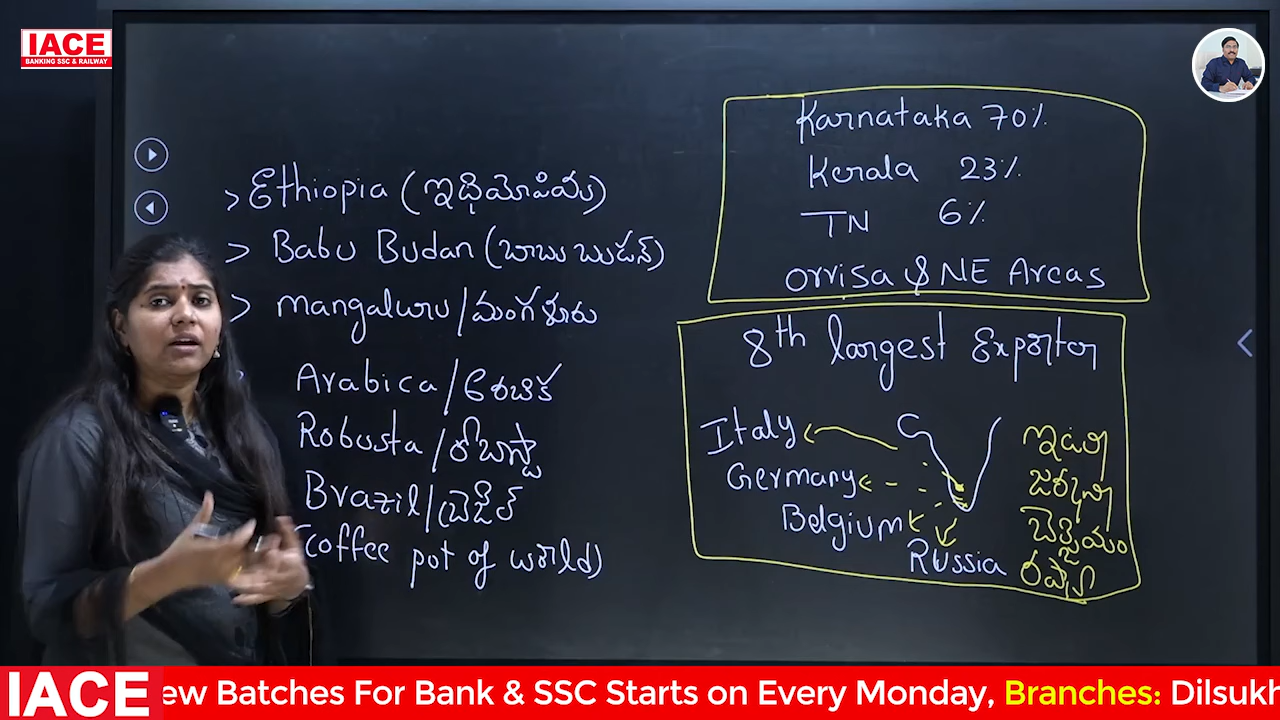 IACE
BANKING SSC & RAILWAY
> Ethiopia (ఇథియోపియ)
> Babu Budan (బాబు బుడన్)
> mangaluru/మంగళూరు
Arabica/అరబిక
Robusta/రోబస్టా
Brazil/బ్రెజిల్
(coffee pot of world)
Karnataka 70%
Kerala 23%
TN 6%
orrisa & NE Areas
8th largest Exportor
Italy ఇటలీ
Germany జర్మనీ
Belgium బెల్జియం
Russia రష్యా
IACE
ew Batches For Bank & SSC Starts on Every Monday, Branches: Dilsukh